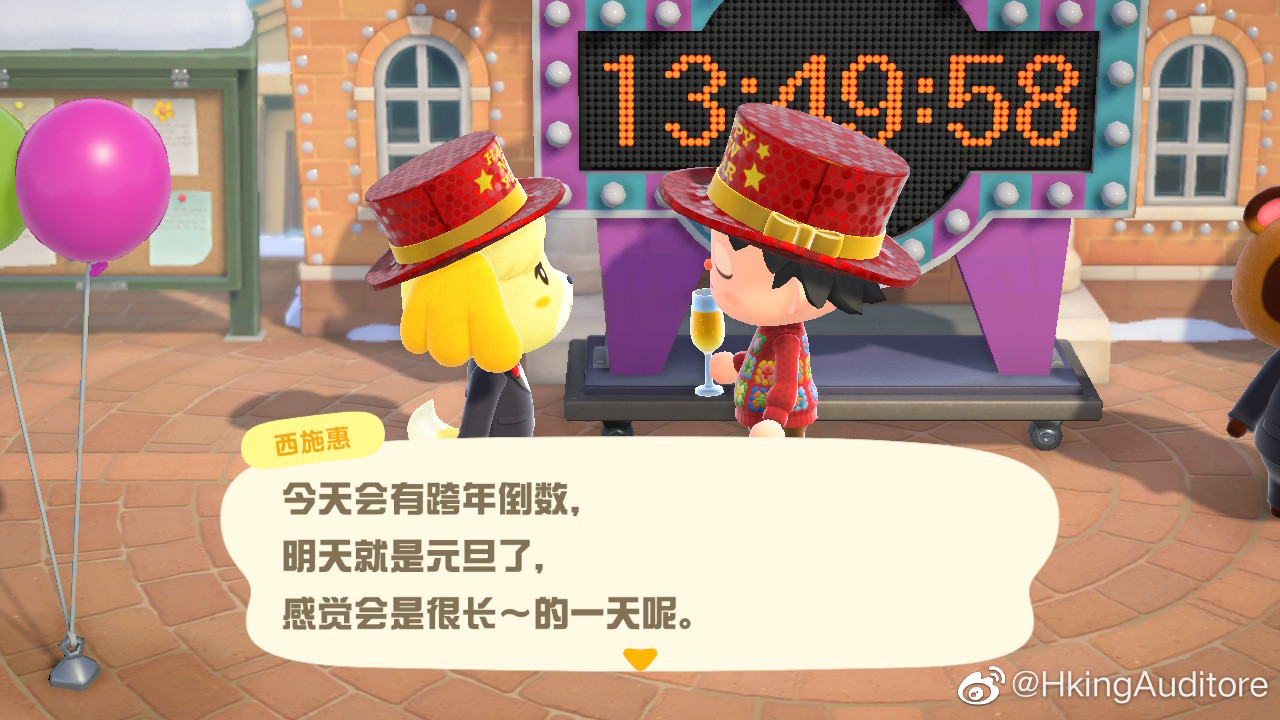 13:49:58
西施惠
今天会有跨年倒数,
明天就是元旦了,
感觉会是很长~的一天呢。
@HkingAuditore